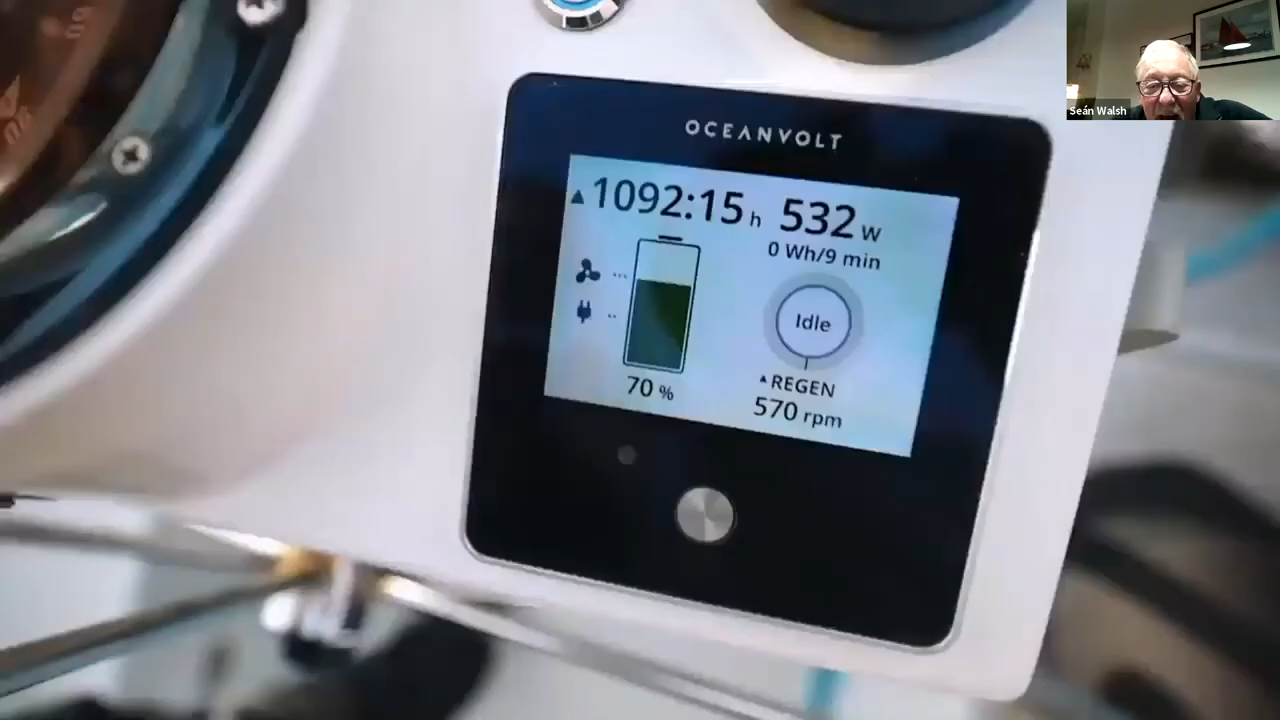 Seán Walsh
OCEANVOLT
▲1092:15 h 532 W
0 Wh/9 min
Idle
70 %
▲REGEN
570 rpm